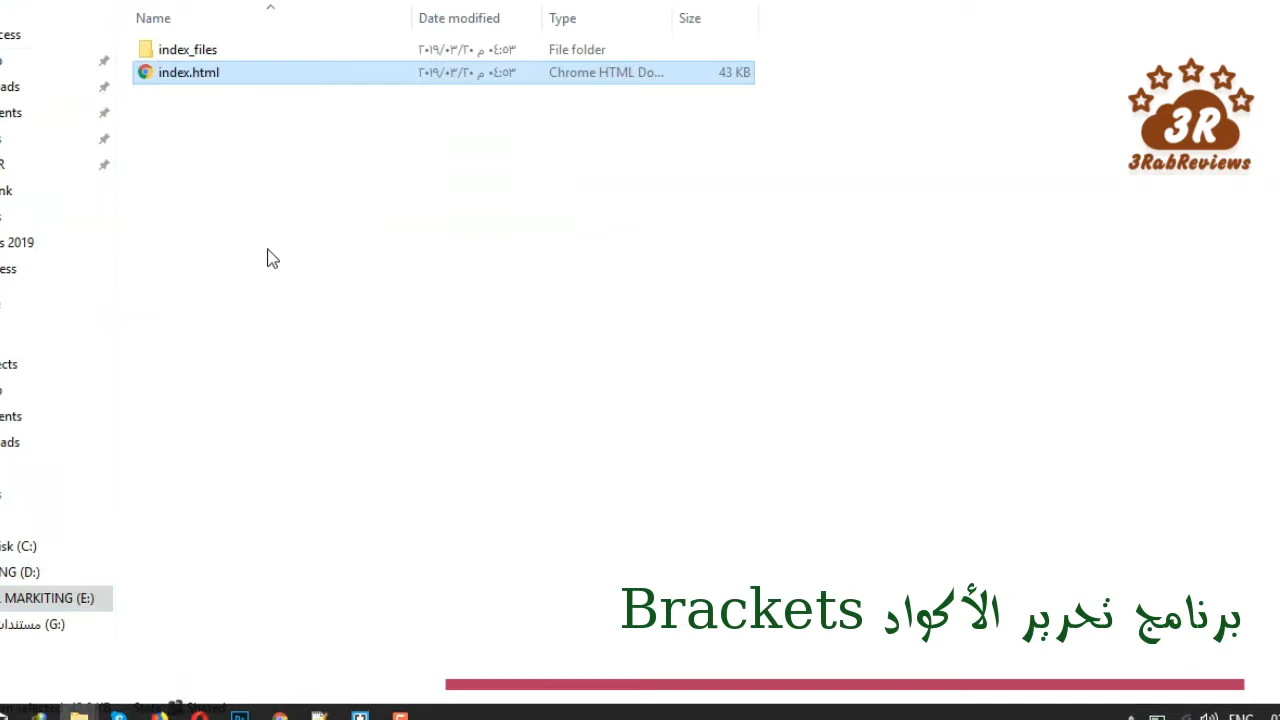 Name Date modified Type Size
index_files ٢٠١٩/٠٣/٢٠ ٠٤:٥٣ م File folder
index.html ٢٠١٩/٠٣/٢٠ ٠٤:٥٣ م Chrome HTML Do... 43 KB
cess
ads
ents
R
nk
s 2019
ess
ects
ents
ads
isk (C:)
NG (D:)
L MARKITING (E:)
مستندات (G:)
3R
3RabReviews
برنامج تحرير الأكواد Brackets
ENG